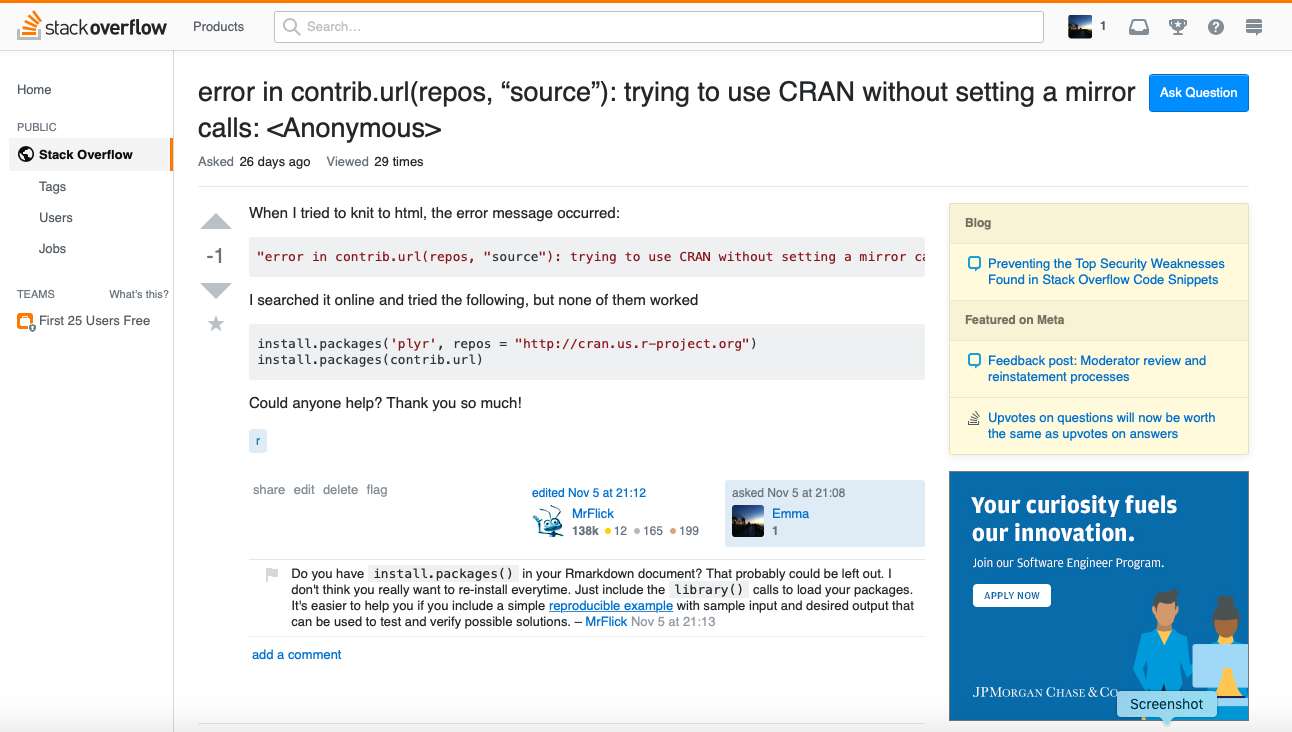 stackoverflow Products Search... 1
Home
PUBLIC
Stack Overflow
Tags
Users
Jobs
TEAMS What's this?
First 25 Users Free
error in contrib.url(repos, “source”): trying to use CRAN without setting a mirror
calls: <Anonymous>
Ask Question
Asked 26 days ago Viewed 29 times
-1
When I tried to knit to html, the error message occurred:
"error in contrib.url(repos, "source"): trying to use CRAN without setting a mirror ca
I searched it online and tried the following, but none of them worked
install.packages('plyr', repos = "http://cran.us.r-project.org")
install.packages(contrib.url)
Could anyone help? Thank you so much!
r
share edit delete flag
edited Nov 5 at 21:12
MrFlick
138k 12 165 199
asked Nov 5 at 21:08
Emma
1
Do you have install.packages() in your Rmarkdown document? That probably could be left out. I
don't think you really want to re-install everytime. Just include the library() calls to load your packages.
It's easier to help you if you include a simple reproducible example with sample input and desired output that
can be used to test and verify possible solutions. – MrFlick Nov 5 at 21:13
add a comment
Blog
Preventing the Top Security Weaknesses
Found in Stack Overflow Code Snippets
Featured on Meta
Feedback post: Moderator review and
reinstatement processes
Upvotes on questions will now be worth
the same as upvotes on answers
Your curiosity fuels
our innovation.
Join our Software Engineer Program.
APPLY NOW
JPMORGAN CHASE & CO
Screenshot